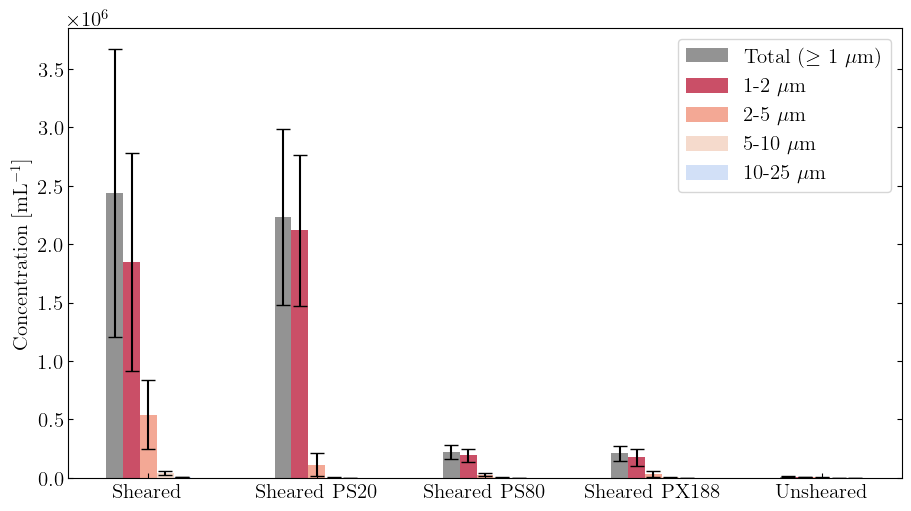 ×10⁶
3.5
3.0
2.5
2.0
1.5
1.0
0.5
0.0
Concentration [mL⁻¹]
Total (≥ 1 μm)
1-2 μm
2-5 μm
5-10 μm
10-25 μm
Sheared
Sheared PS20
Sheared PS80
Sheared PX188
Unsheared